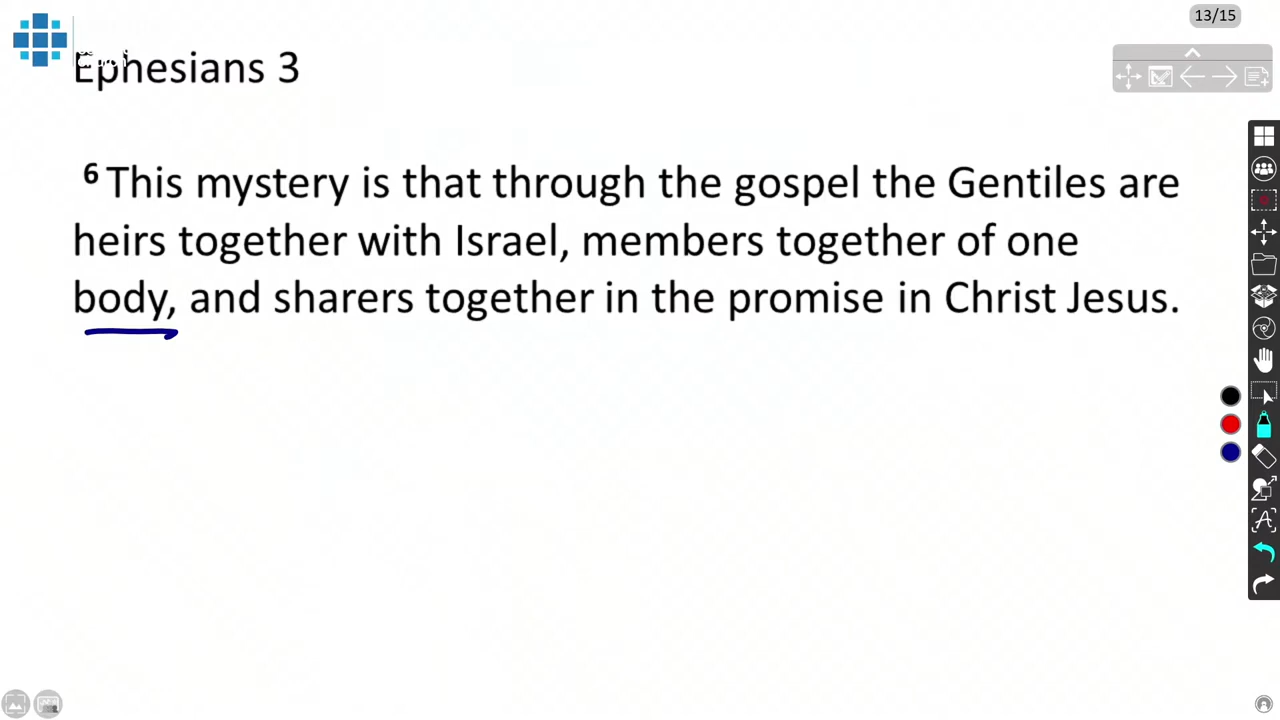 13/15
Ephesians 3
6 This mystery is that through the gospel the Gentiles are
heirs together with Israel, members together of one
body, and sharers together in the promise in Christ Jesus.